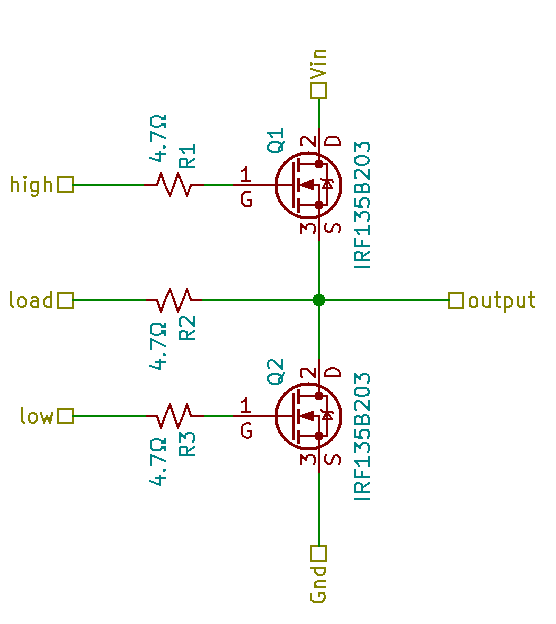 Vin
4.7Ω
R1
Q1
2
D
high
1
G
3
S
IRF135B203
load
4.7Ω
R2
output
Q2
2
D
low
1
G
4.7Ω
R3
3
S
IRF135B203
Gnd